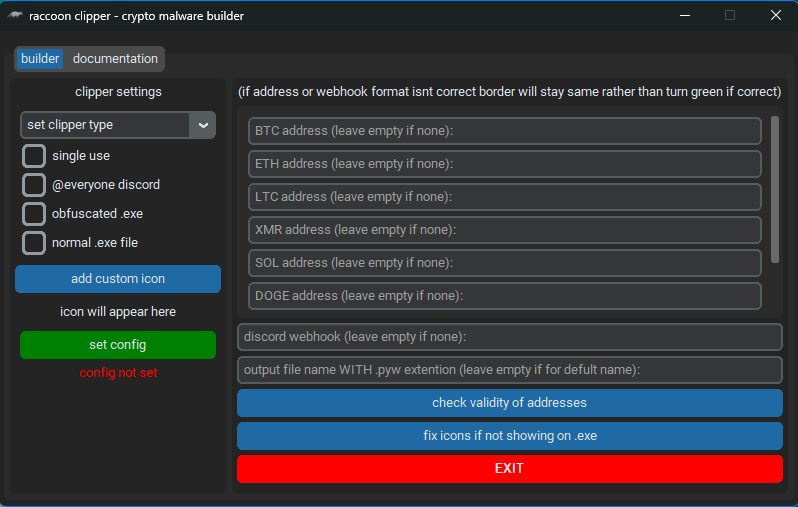 raccoon clipper - crypto malware builder
builder documentation
clipper settings
set clipper type
single use
@everyone discord
obfuscated .exe
normal .exe file
add custom icon
icon will appear here
set config
config not set
(if address or webhook format isnt correct border will stay same rather than turn green if correct)
BTC address (leave empty if none):
ETH address (leave empty if none):
LTC address (leave empty if none):
XMR address (leave empty if none):
SOL address (leave empty if none):
DOGE address (leave empty if none):
discord webhook (leave empty if none):
output file name WITH .pyw extention (leave empty if for defult name):
check validity of addresses
fix icons if not showing on .exe
EXIT